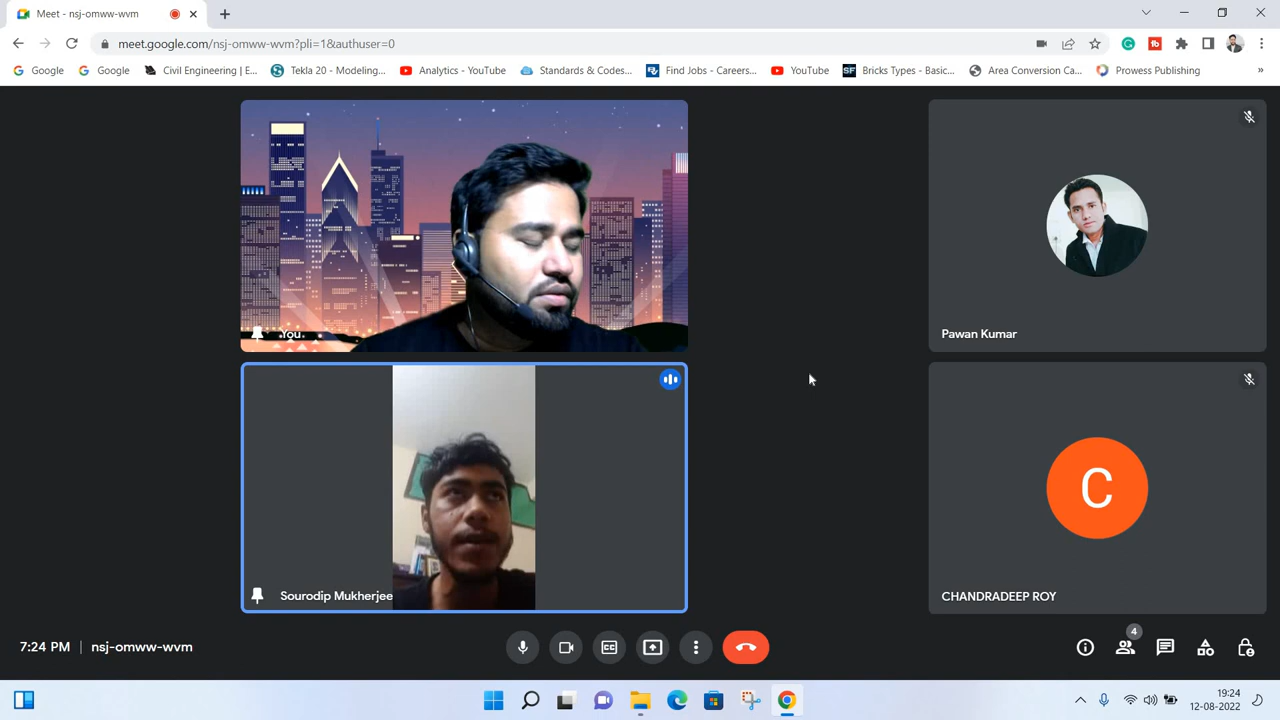 Meet - nsj-omww-wvm
meet.google.com/nsj-omww-wvm?pli=1&authuser=0
Google
Google
Civil Engineering | E...
Tekla 20 - Modeling...
Analytics - YouTube
Standards & Codes...
Find Jobs - Careers...
YouTube
SF
Bricks Types - Basic...
Area Conversion Ca...
Prowess Publishing
»
You
Pawan Kumar
Sourodip Mukherjee
C
CHANDRADEEP ROY
7:24 PM | nsj-omww-wvm
CC
4
19:24
12-08-2022